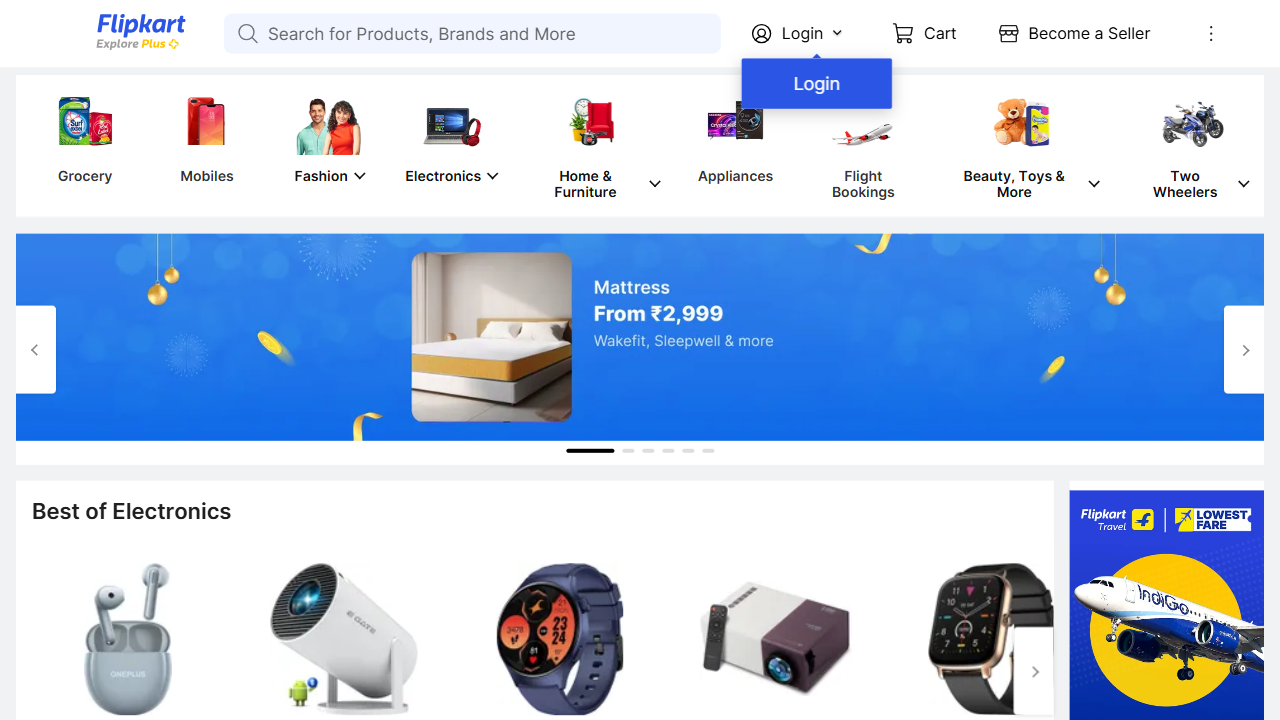 Flipkart
Explore Plus
Search for Products, Brands and More
Login
Cart
Become a Seller
Login
Grocery
Mobiles
Fashion
Electronics
Home &
Furniture
Appliances
Flight
Bookings
Beauty, Toys &
More
Two
Wheelers
Mattress
From ₹2,999
Wakefit, Sleepwell & more
Best of Electronics
Flipkart
Travel
LOWEST
FARE
IndiGo
ONEPLUS
EGATE